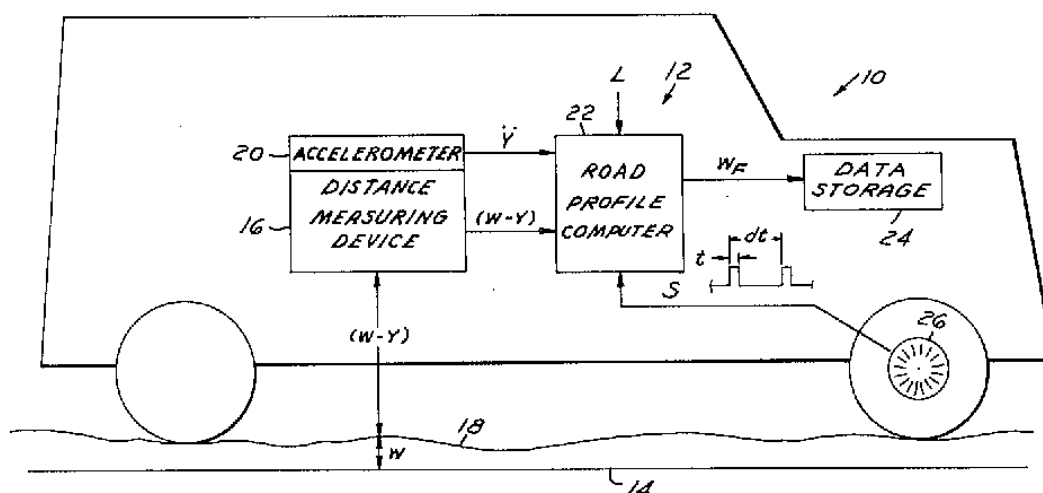 10
12
L
22
20
ACCELEROMETER
Ÿ
ROAD
PROFILE
COMPUTER
W_F
DATA
STORAGE
24
DISTANCE
MEASURING
DEVICE
16
(W-Y)
t
dt
S
26
(W-Y)
18
W
14